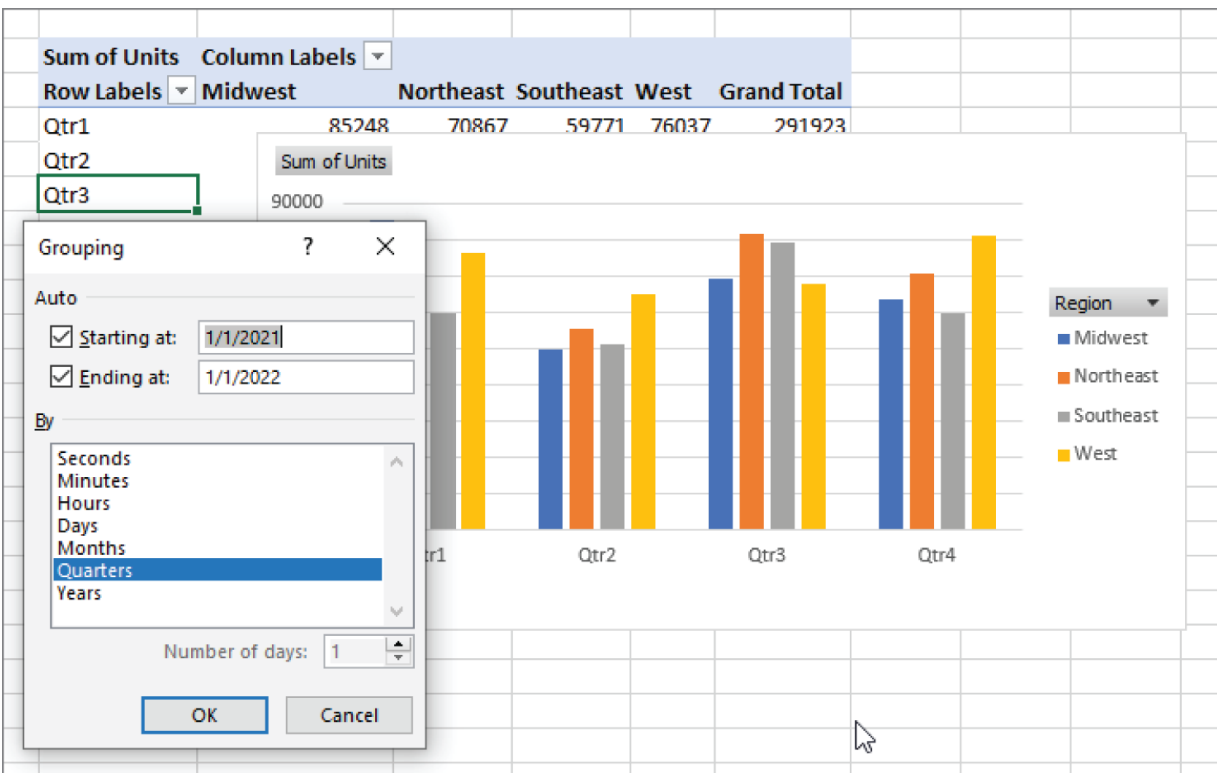 Sum of Units Column Labels
Row Labels Midwest Northeast Southeast West Grand Total
Qtr1 85248 70867 59771 76037 291923
Qtr2
Qtr3
Sum of Units
90000
Grouping ? X
Auto
Starting at: 1/1/2021
Ending at: 1/1/2022
By
Seconds
Minutes
Hours
Days
Months
Quarters
Years
Number of days: 1
OK Cancel
tr1 Qtr2 Qtr3 Qtr4
Region
Midwest
Northeast
Southeast
West